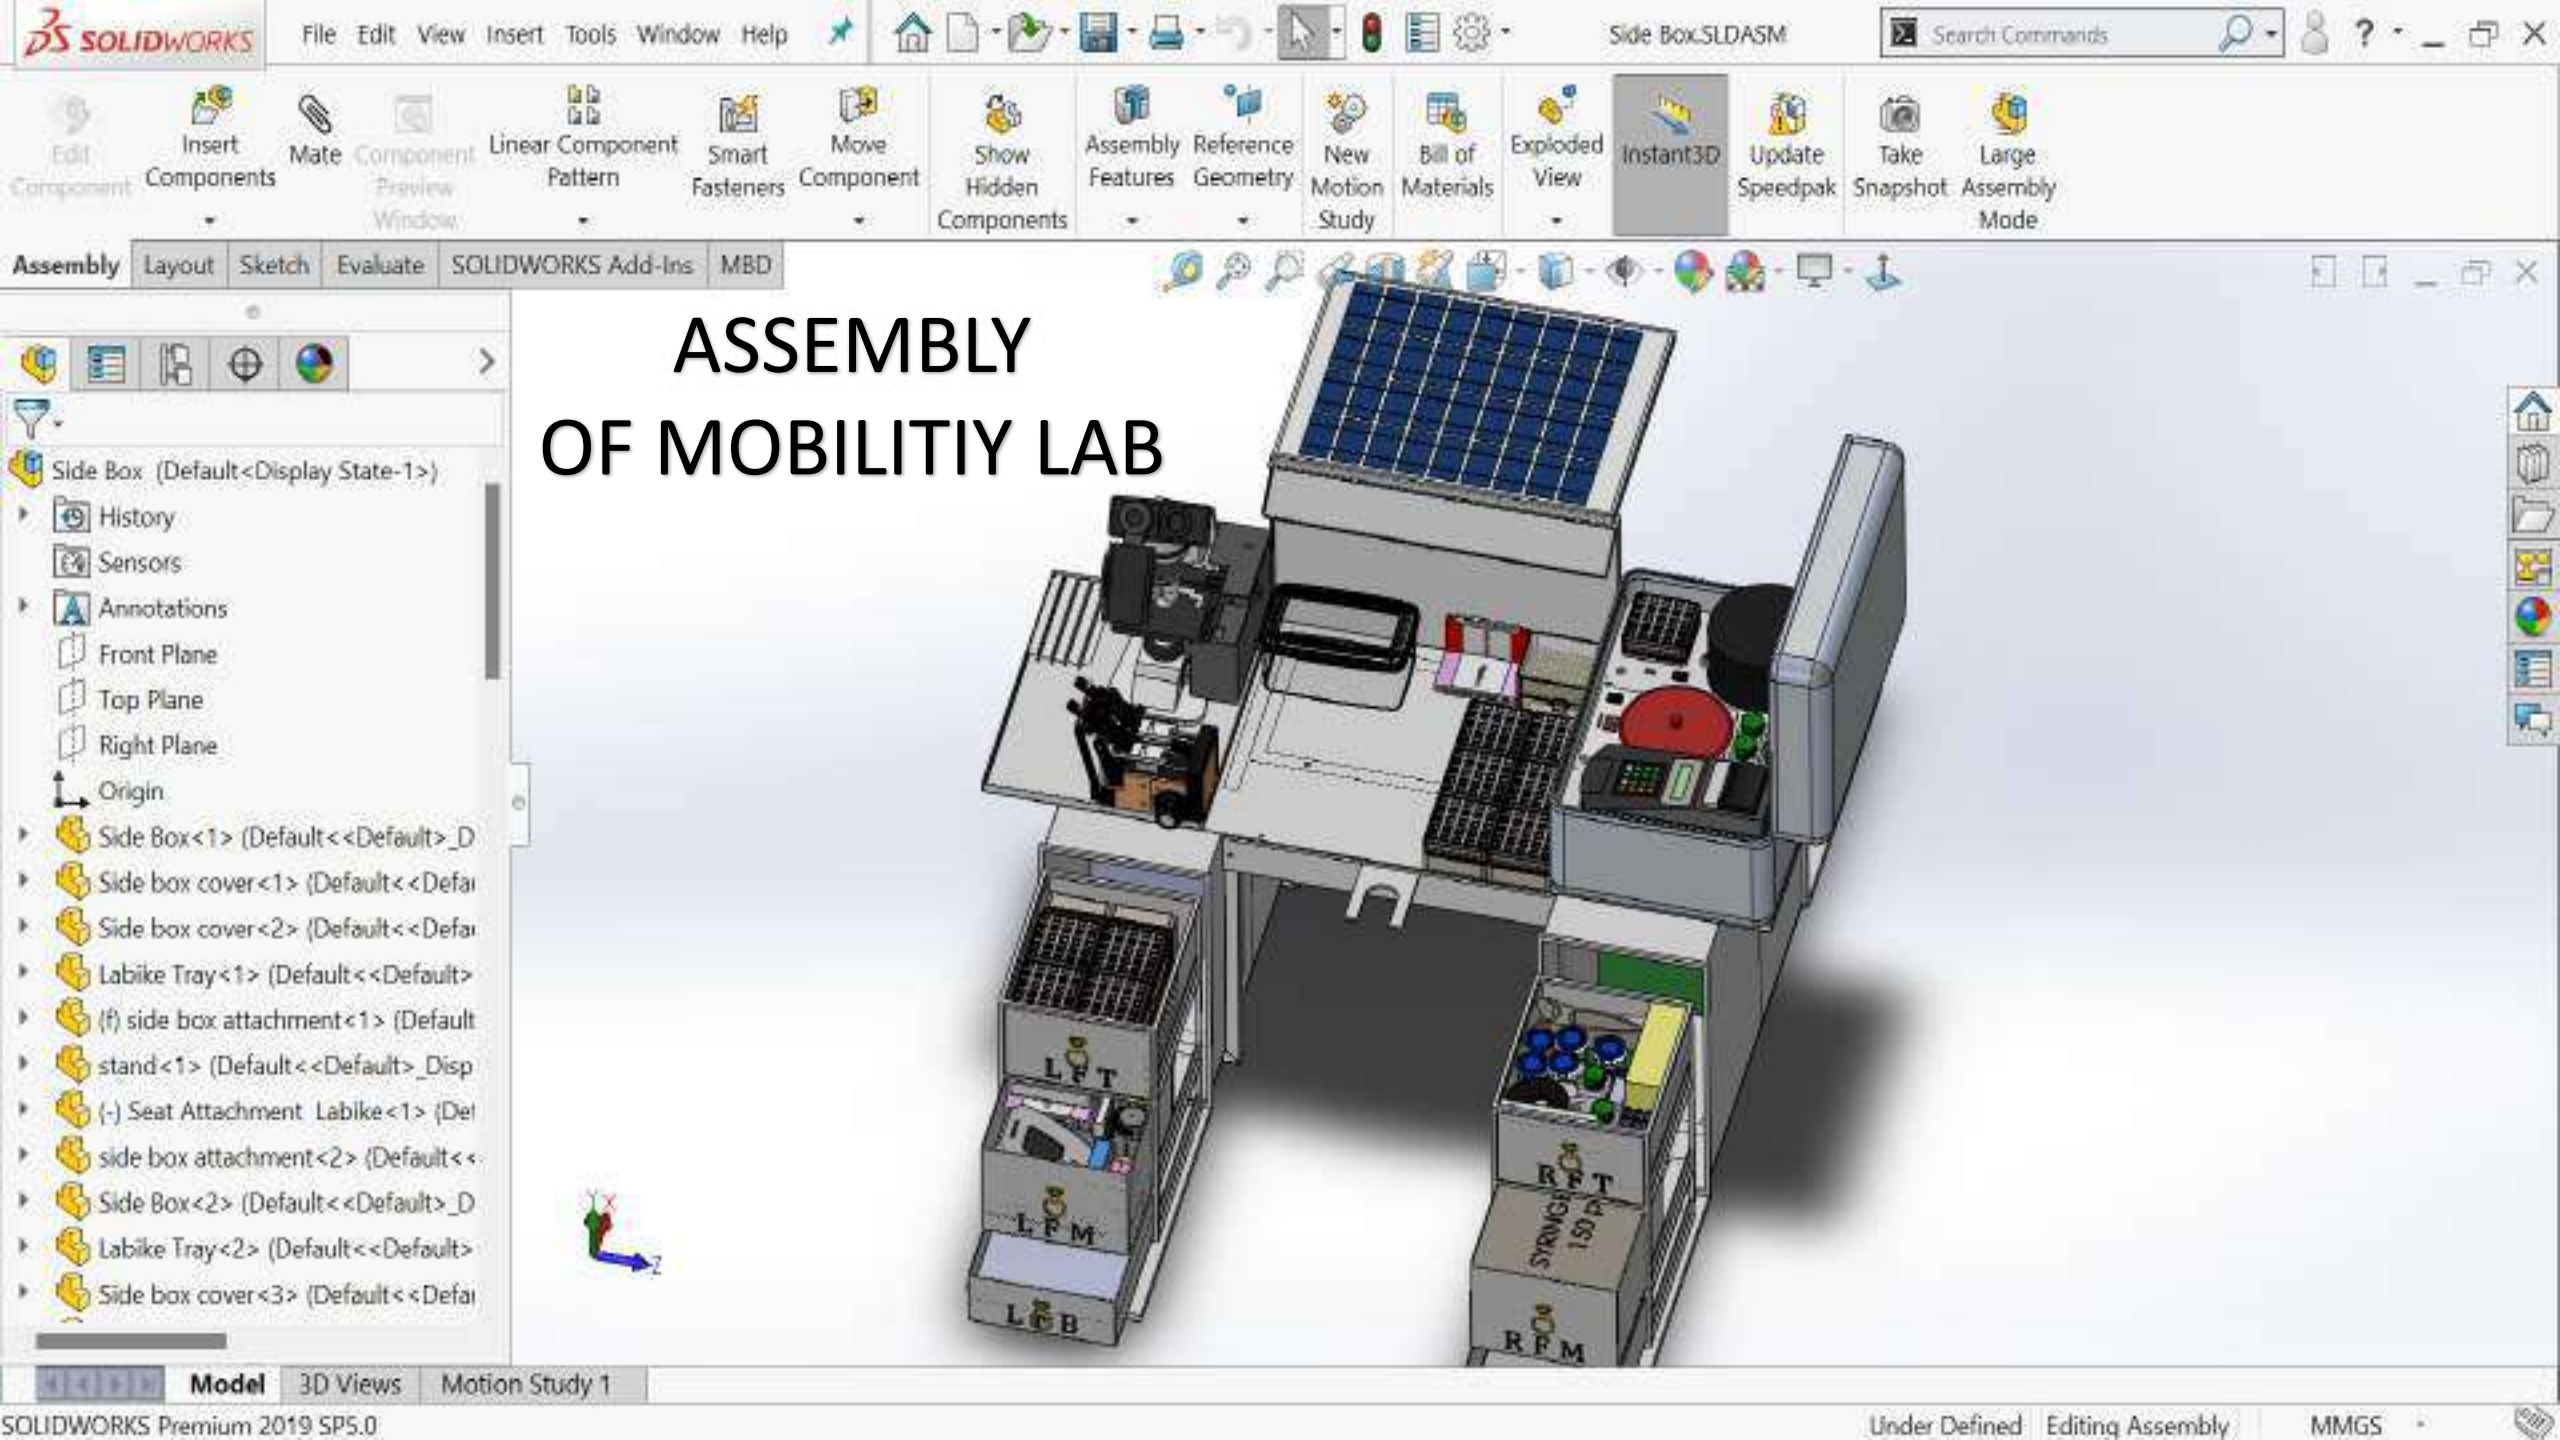 SOLIDWORKS File Edit View Insert Tools Window Help Side Box.SLDASM Search Commands ?
Edit Component
Insert Components
Mate
Component Preview Window
Linear Component Pattern
Smart Fasteners
Move Component
Show Hidden Components
Assembly Features
Reference Geometry
New Motion Study
Bill of Materials
Exploded View
Instant3D
Update Speedpak
Take Snapshot
Large Assembly Mode
Assembly Layout Sketch Evaluate SOLIDWORKS Add-Ins MBD
ASSEMBLY
OF MOBILITIY LAB
Side Box (Default<Display State-1>)
History
Sensors
Annotations
Front Plane
Top Plane
Right Plane
Origin
Side Box<1> (Default<<Default>_D
Side box cover<1> (Default<<Defa
Side box cover<2> (Default<<Defa
Labike Tray<1> (Default<<Default>
(f) side box attachment<1> (Default
stand<1> (Default<<Default>_Disp
(-) Seat Attachment Labike<1> (De
side box attachment<2> (Default<<
Side Box<2> (Default<<Default>_D
Labike Tray<2> (Default<<Default>
Side box cover<3> (Default<<Defa
L F T
L F M
L F B
R F T
SYRINGE
150 P
R F M
Y X
Z
Model 3D Views Motion Study 1
SOLIDWORKS Premium 2019 SP5.0 Under Defined Editing Assembly MMGS